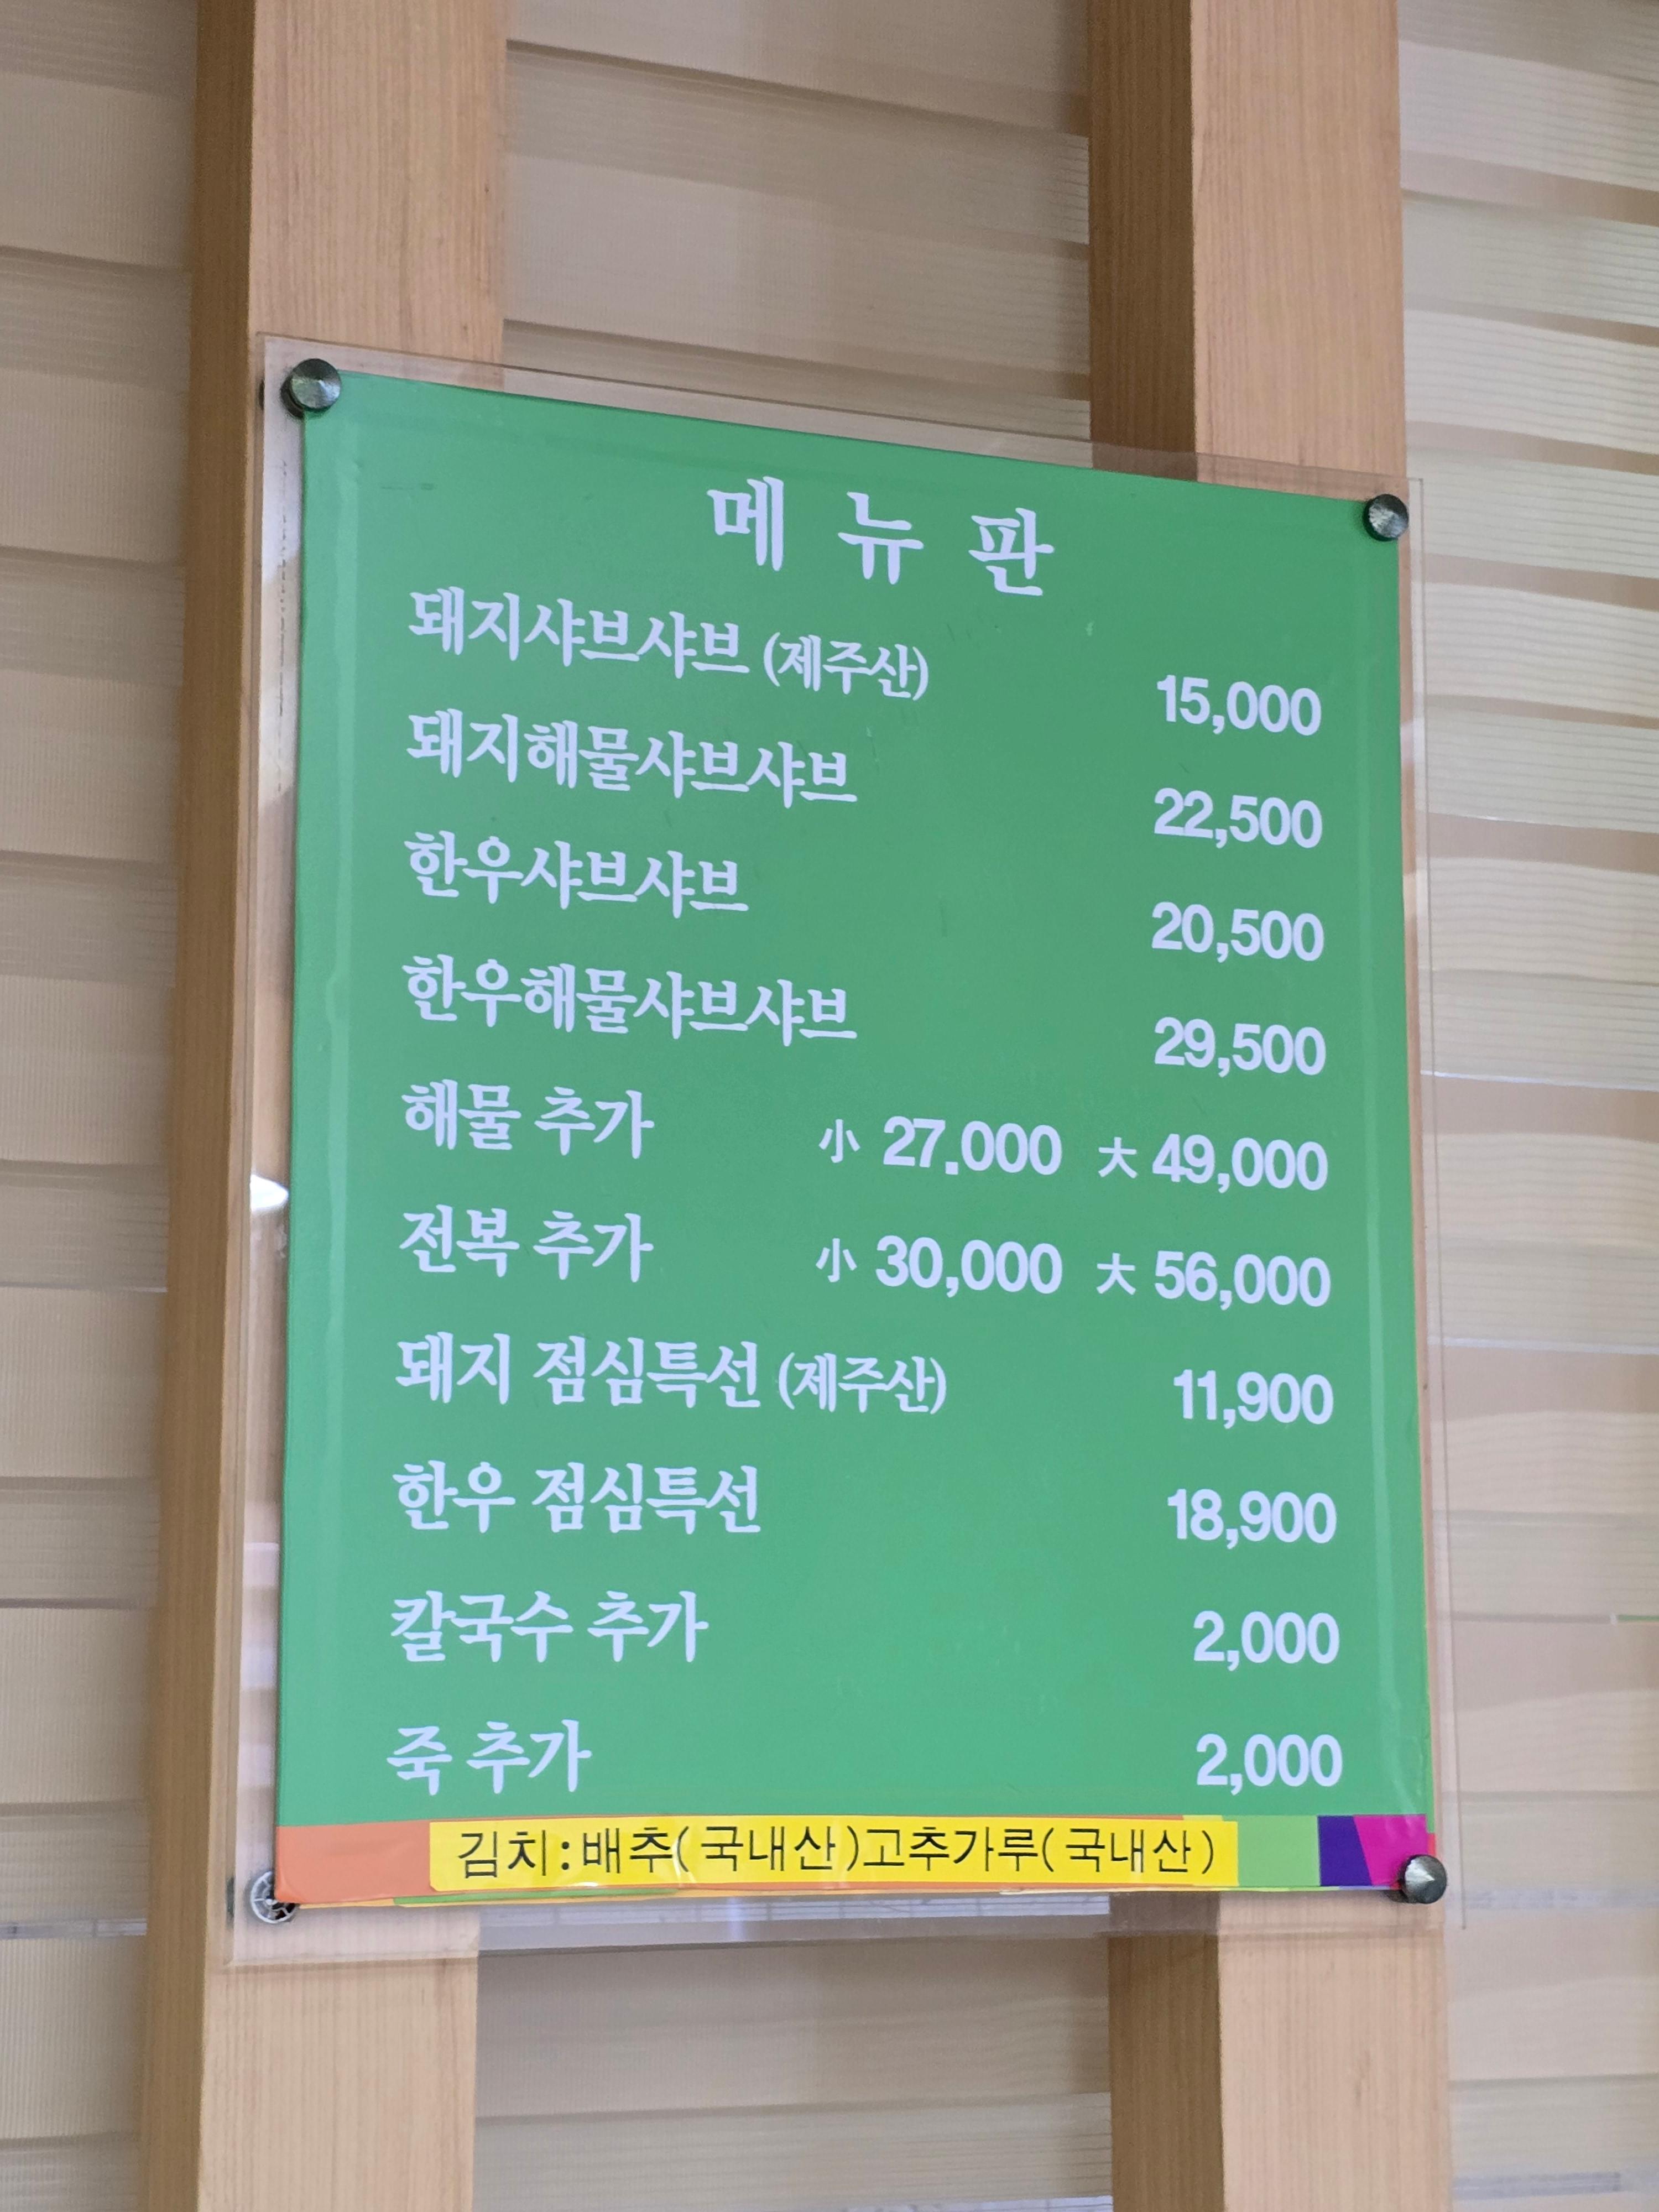 메뉴판
돼지샤브샤브 (제주산) 15,000
돼지해물샤브샤브 22,500
한우샤브샤브 20,500
한우해물샤브샤브 29,500
해물 추가 小 27.000 大 49,000
전복 추가 小 30,000 大 56,000
돼지 점심특선 (제주산) 11,900
한우 점심특선 18,900
칼국수 추가 2,000
죽 추가 2,000
김치:배추(국내산)고추가루(국내산)